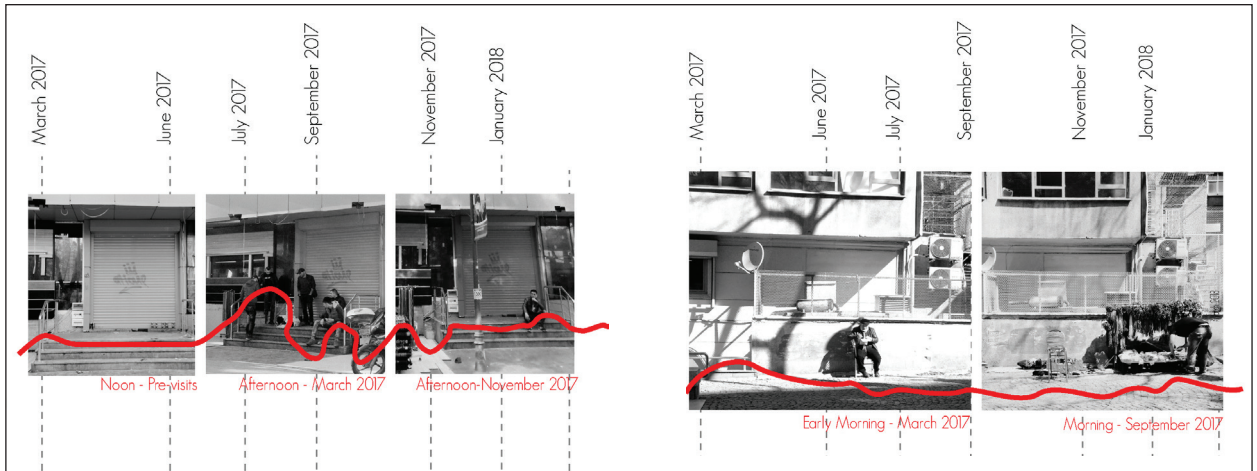 March 2017
June 2017
July 2017
September 2017
November 2017
January 2018
Noon - Pre-visits
Afternoon - March 2017
Afternoon-November 2017
March 2017
June 2017
July 2017
September 2017
November 2017
January 2018
Early Morning - March 2017
Morning - September 2017